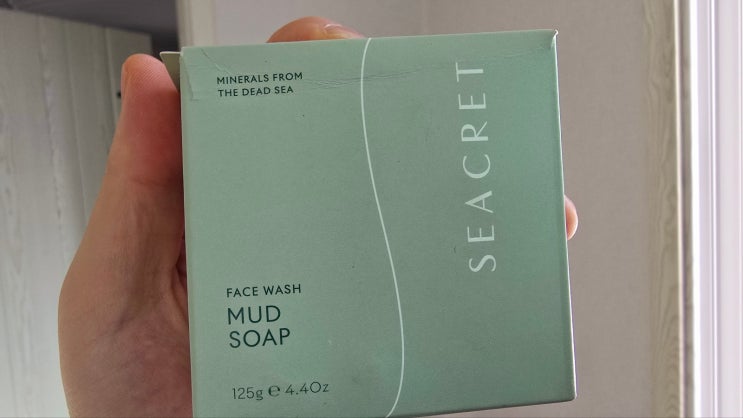 MINERALS FROM
THE DEAD SEA
SEACRET
FACE WASH
MUD
SOAP
125g ℮ 4.4Oz